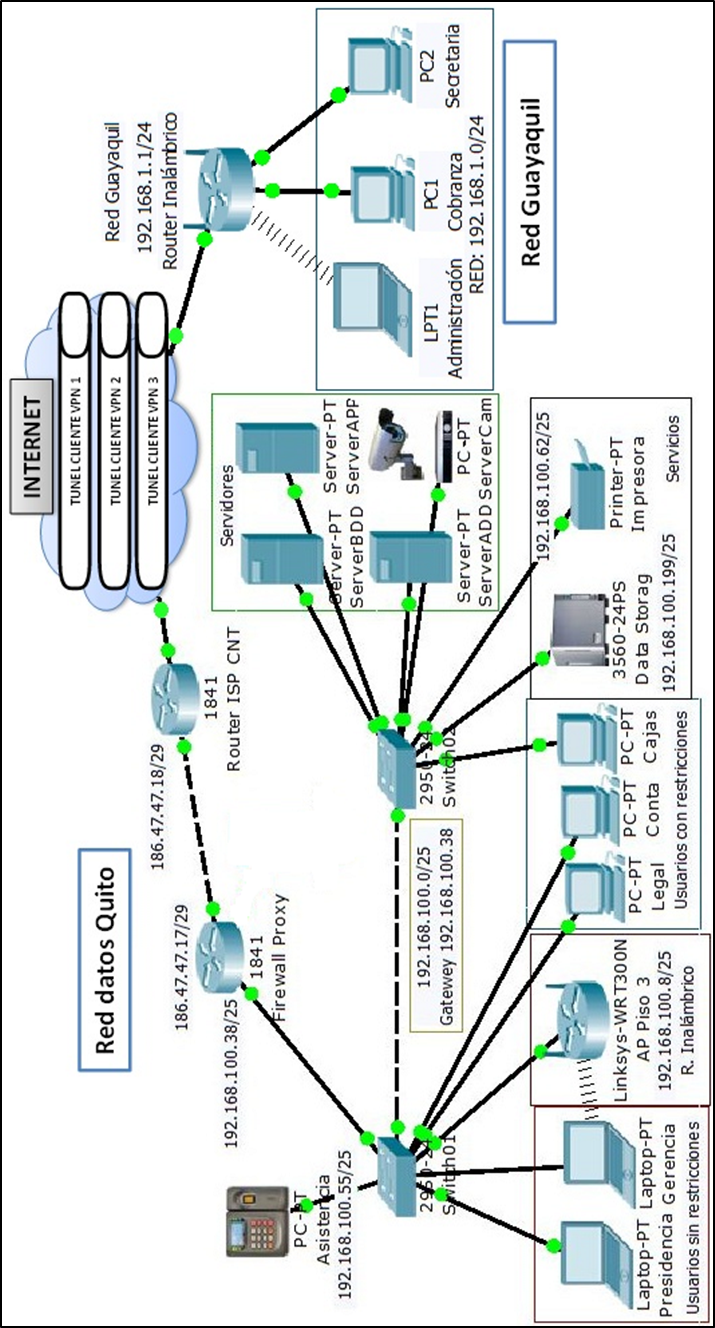 Red datos Quito
INTERNET
TUNEL CLIENTE VPN 1
TUNEL CLIENTE VPN 2
TUNEL CLIENTE VPN 3
Red Guayaquil
192.168.1.1/24
Router Inalámbrico
186.47.47.17/29
186.47.47.18/29
1841
Router ISP CNT
192.168.100.38/25
1841
Firewall Proxy
PC-PT
Asistencia
192.168.100.55/25
2950-24
Switch01
192.168.100.0/25
Gatewey 192.168.100.38
2950-24
Switch02
Servidores
Server-PT
ServerBDD
Server-PT
ServerAPP
Server-PT
ServerADD
PC-PT
ServerCam
LPT1
Administradón
PC1
Cobranza
PC2
Secretaria
RED: 192.168.1.0/24
Red Guayaquil
Laptop-PT
Presidencia
Laptop-PT
Gerencia
Usuarios sin restricciones
Linksys-WRT300N
AP Piso 3
192.168.100.8/25
R. Inalámbrico
PC-PT
Legal
PC-PT
Conta
PC-PT
Cajas
Usuarios con restricciones
3560-24PS
Data Storag
192.168.100.199/25
192.168.100.62/25
Printer-PT
Impresora
Servicios